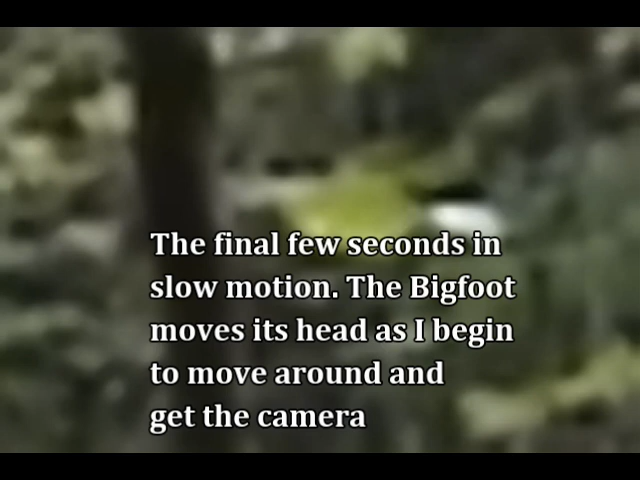 The final few seconds in
slow motion. The Bigfoot
moves its head as I begin
to move around and
get the camera